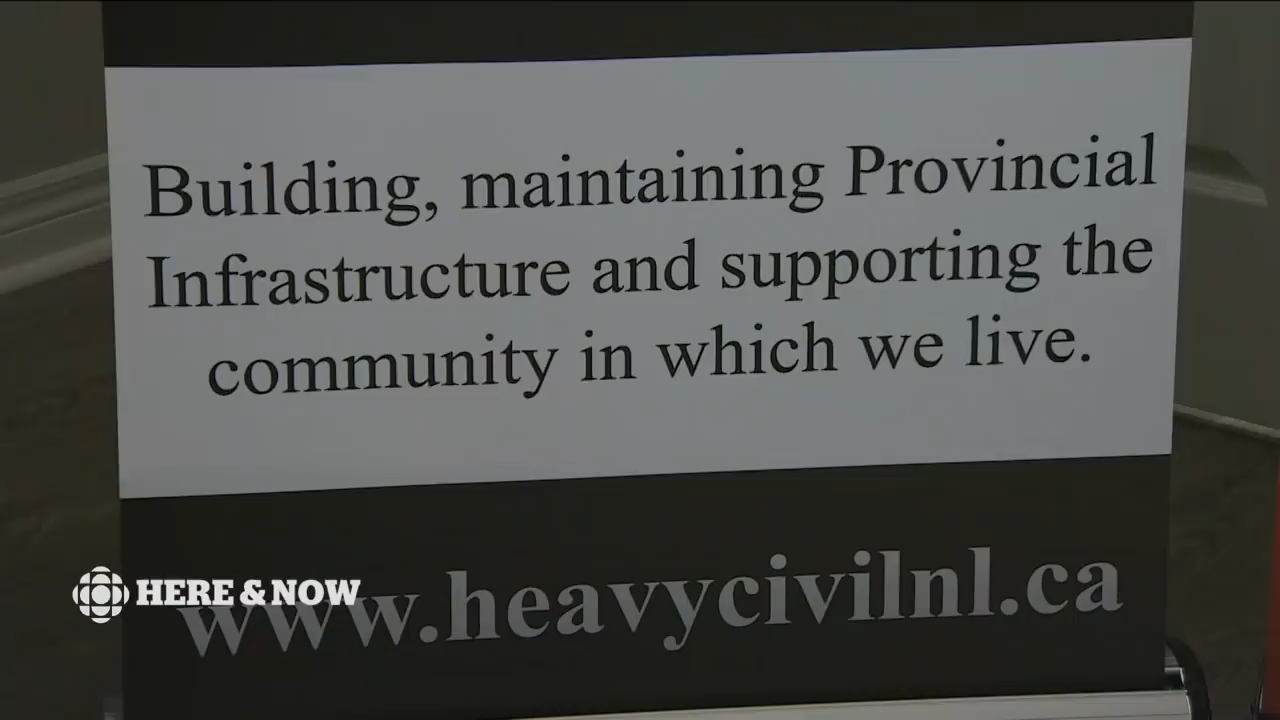 Building, maintaining Provincial
Infrastructure and supporting the
community in which we live.
www.heavycivilnl.ca
HERE & NOW